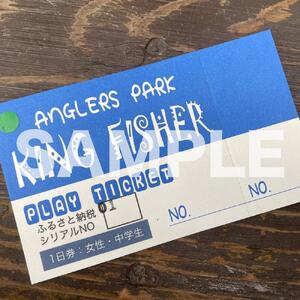 ANGLERS PARK
KING FISHER
SAMPLE
PLAY TICKET
ふるさと納税
シリアルNO 01
NO.
NO.
1日券:女性・中学生